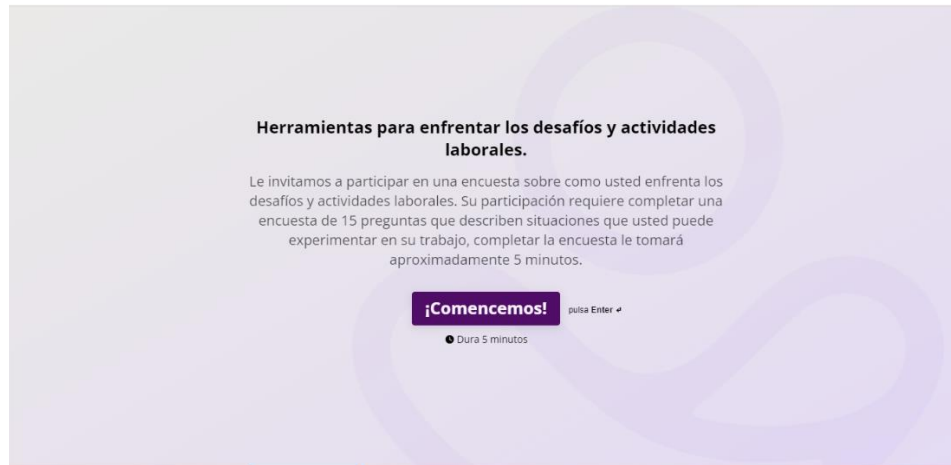 Herramientas para enfrentar los desafíos y actividades
laborales.
Le invitamos a participar en una encuesta sobre como usted enfrenta los
desafíos y actividades laborales. Su participación requiere completar una
encuesta de 15 preguntas que describen situaciones que usted puede
experimentar en su trabajo, completar la encuesta le tomará
aproximadamente 5 minutos.
¡Comencemos! pulsa Enter ↵
Dura 5 minutos